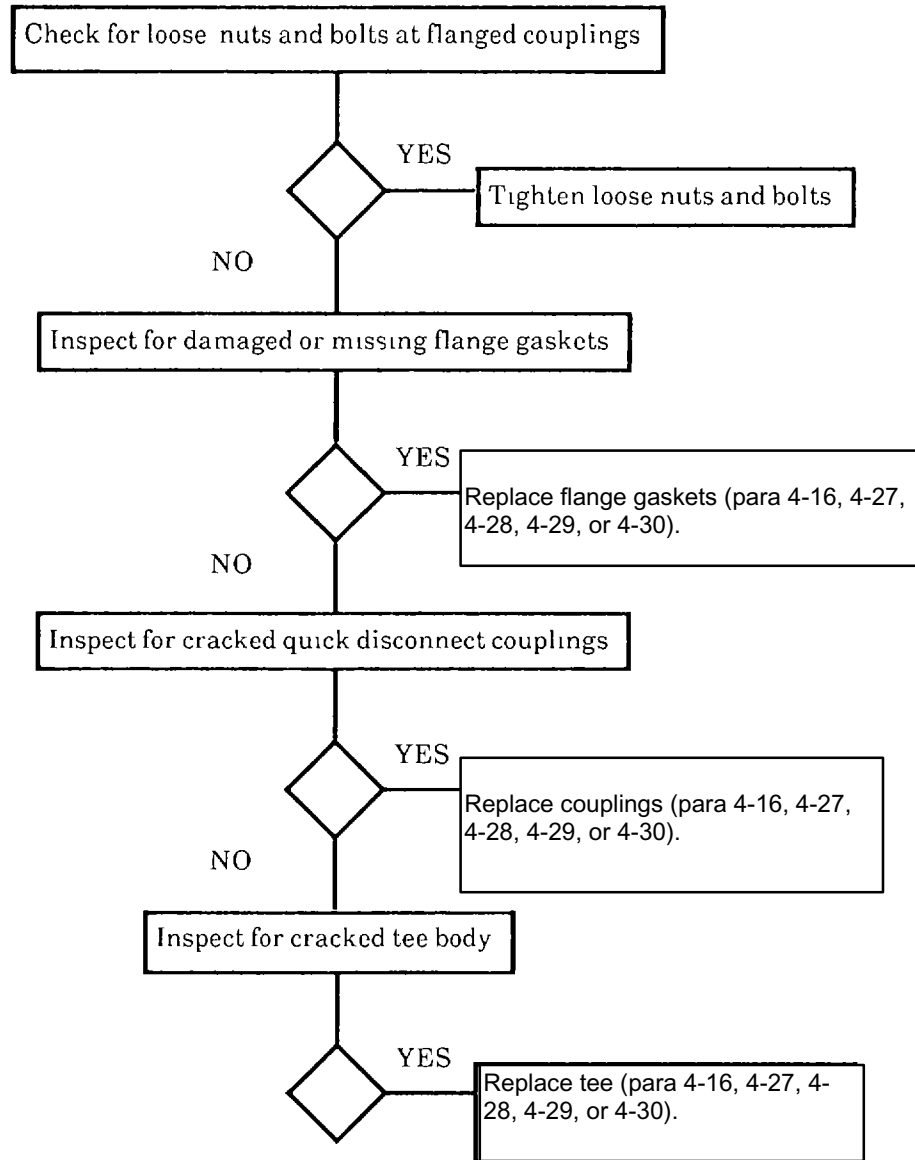 Check for loose nuts and bolts at flanged couplings
YES
Tighten loose nuts and bolts
NO
Inspect for damaged or missing flange gaskets
YES
Replace flange gaskets (para 4-16, 4-27,
4-28, 4-29, or 4-30).
NO
Inspect for cracked quick disconnect couplings
YES
Replace couplings (para 4-16, 4-27,
4-28, 4-29, or 4-30).
NO
Inspect for cracked tee body
YES
Replace tee (para 4-16, 4-27, 4-
28, 4-29, or 4-30).